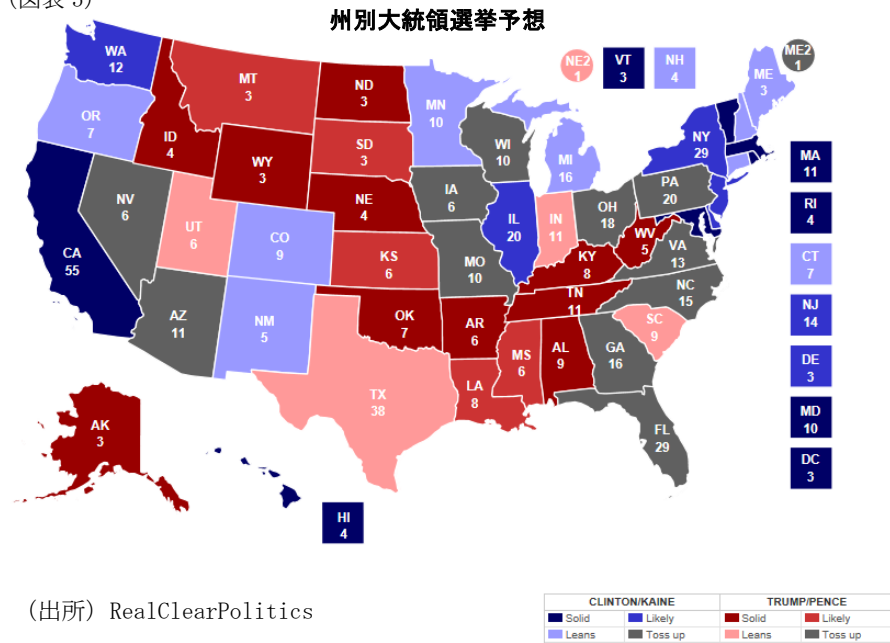 (図表 5)
州別大統領選挙予想
WA
12
OR
7
CA
55
NV
6
ID
4
MT
3
WY
3
UT
6
CO
9
AZ
11
NM
5
ND
3
SD
3
NE
4
KS
6
OK
7
TX
38
MN
10
IA
6
MO
10
AR
6
LA
8
WI
10
IL
20
MI
16
IN
11
OH
18
KY
8
TN
11
MS
6
AL
9
GA
16
FL
29
SC
9
NC
15
VA
13
WV
5
PA
20
NY
29
ME
3
NE2
1
VT
3
NH
4
ME2
1
MA
11
RI
4
CT
7
NJ
14
DE
3
MD
10
DC
3
AK
3
HI
4
(出所) RealClearPolitics
CLINTON/KAINE TRUMP/PENCE
Solid Likely Solid Likely
Leans Toss up Leans Toss up